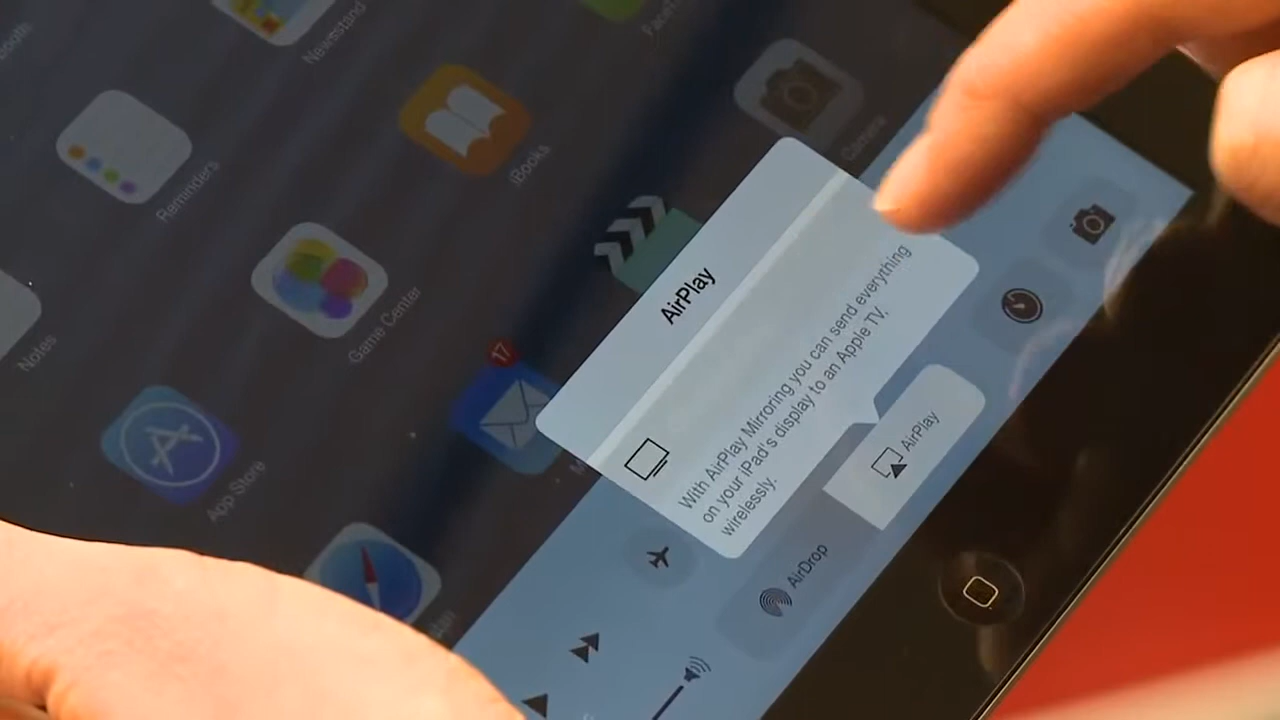 Newsstand
Reminders
iBooks
Camera
Notes
Game Center
17
App Store
AirPlay
With AirPlay Mirroring you can send everything
on your iPad's display to an Apple TV,
wirelessly.
AirPlay
AirDrop